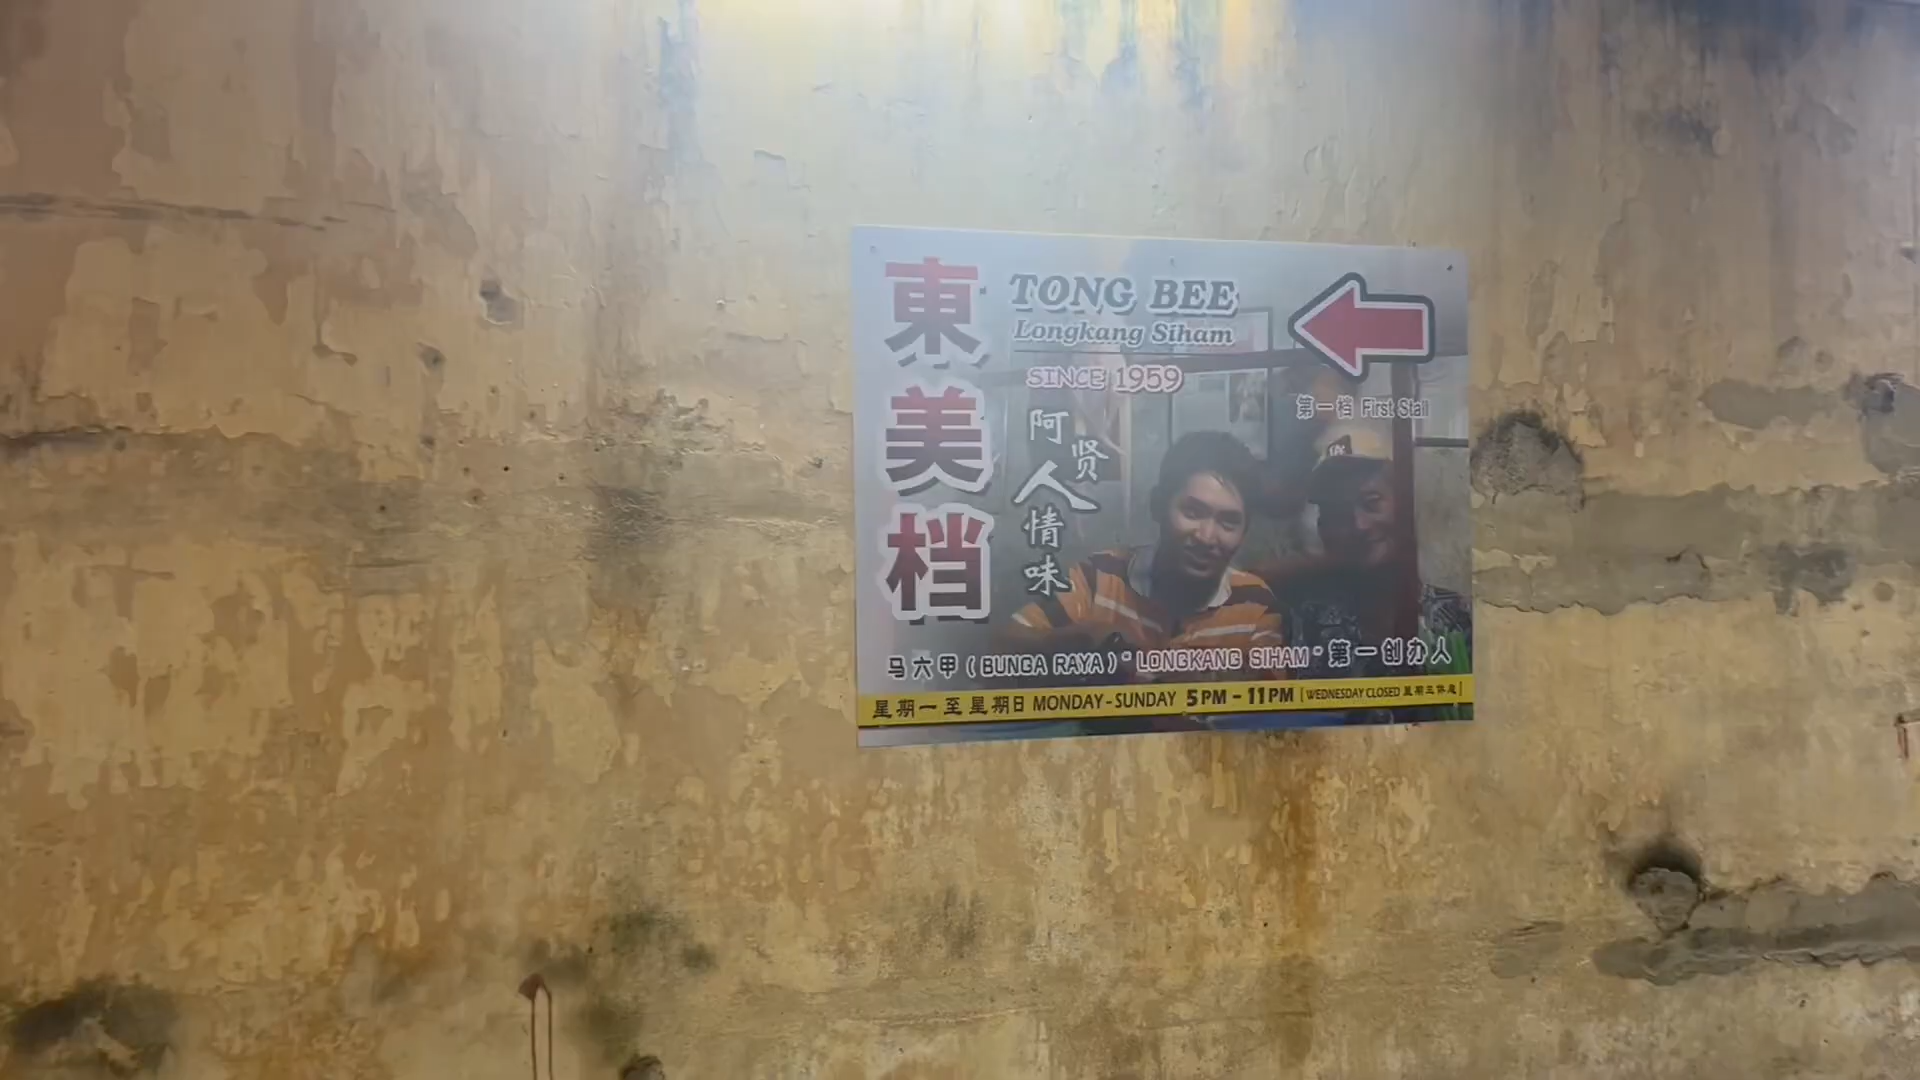 東美档
TONG BEE
Longkang Siham
SINCE 1959
第一档 First Stall
阿贤人情味
马六甲 ( BUNGA RAYA ) " LONGKANG SIHAM " 第一创办人
星期一至星期日 MONDAY - SUNDAY 5PM - 11PM ( WEDNESDAY CLOSED 星期三休息 )